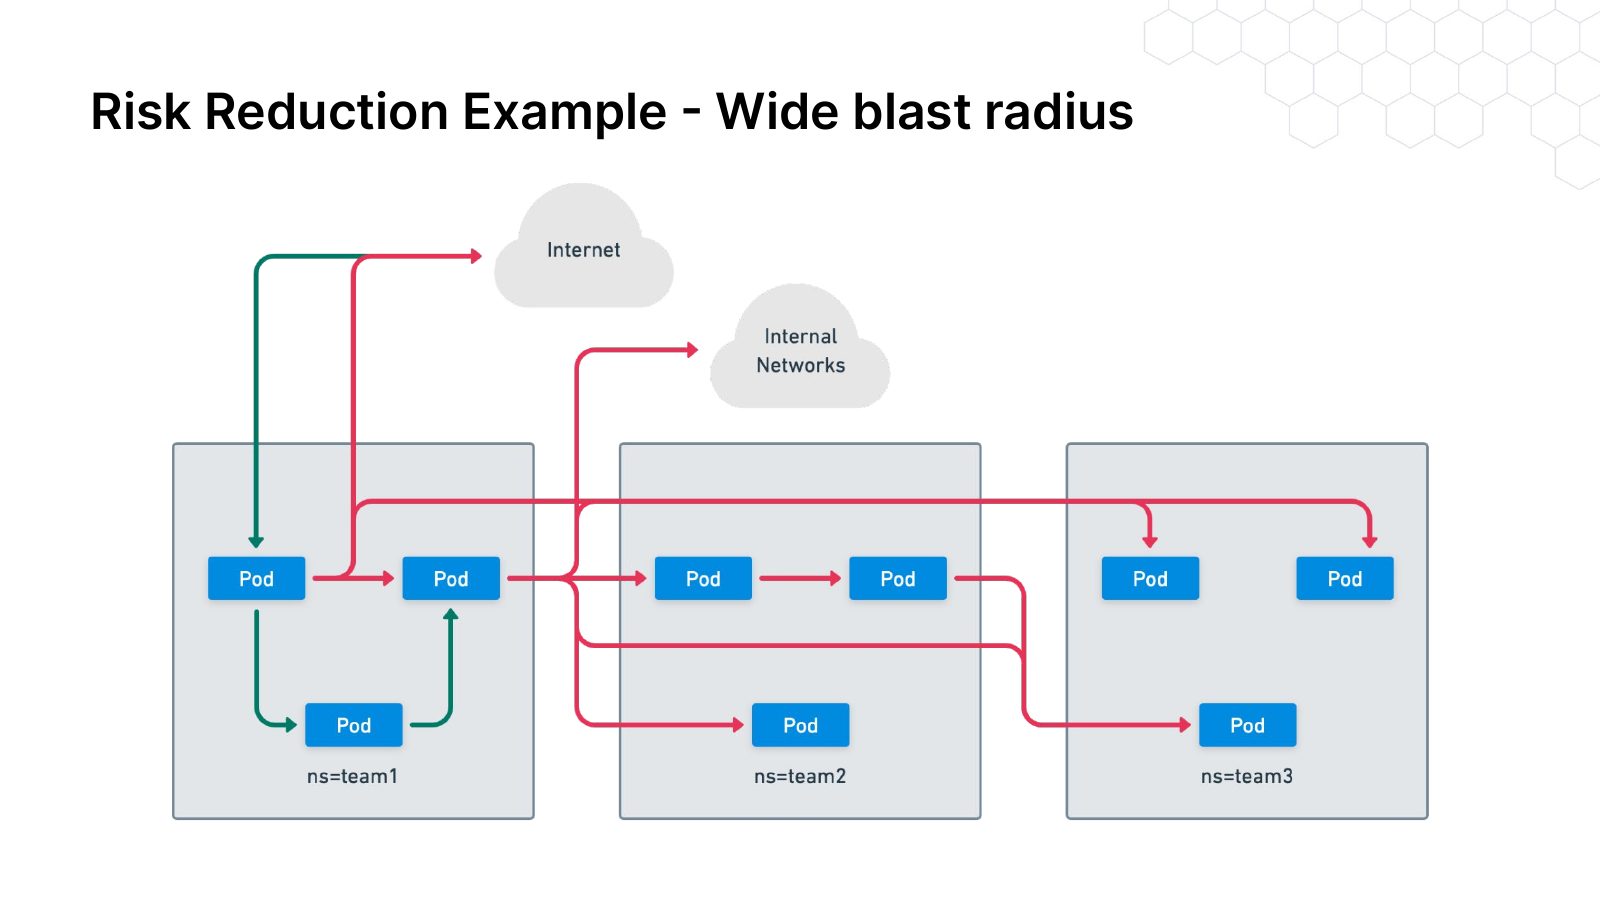 Risk Reduction Example - Wide blast radius
Internet
Internal
Networks
Pod
Pod
Pod
Pod
Pod
Pod
Pod
Pod
Pod
ns=team1
ns=team2
ns=team3